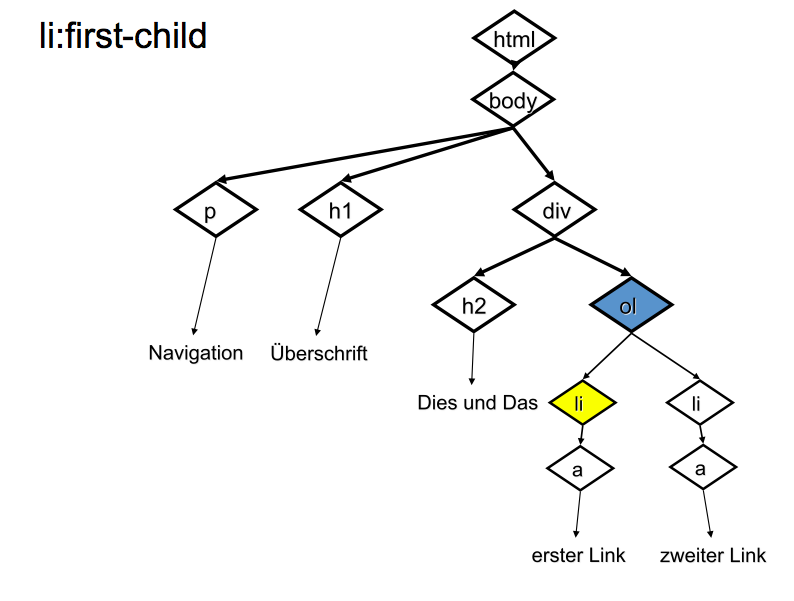 li:first-child
html
body
p
h1
div
h2
ol
Navigation
Überschrift
Dies und Das
li
li
a
a
erster Link
zweiter Link